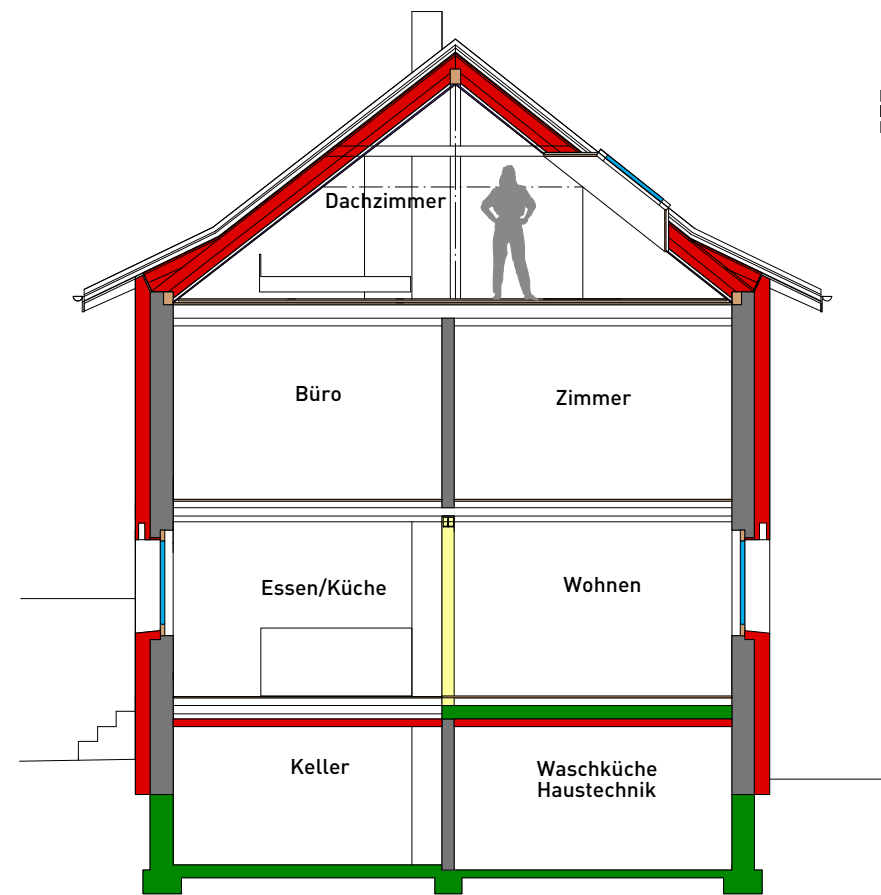 Dachzimmer
Büro
Zimmer
Essen/Küche
Wohnen
Keller
Waschküche
Haustechnik